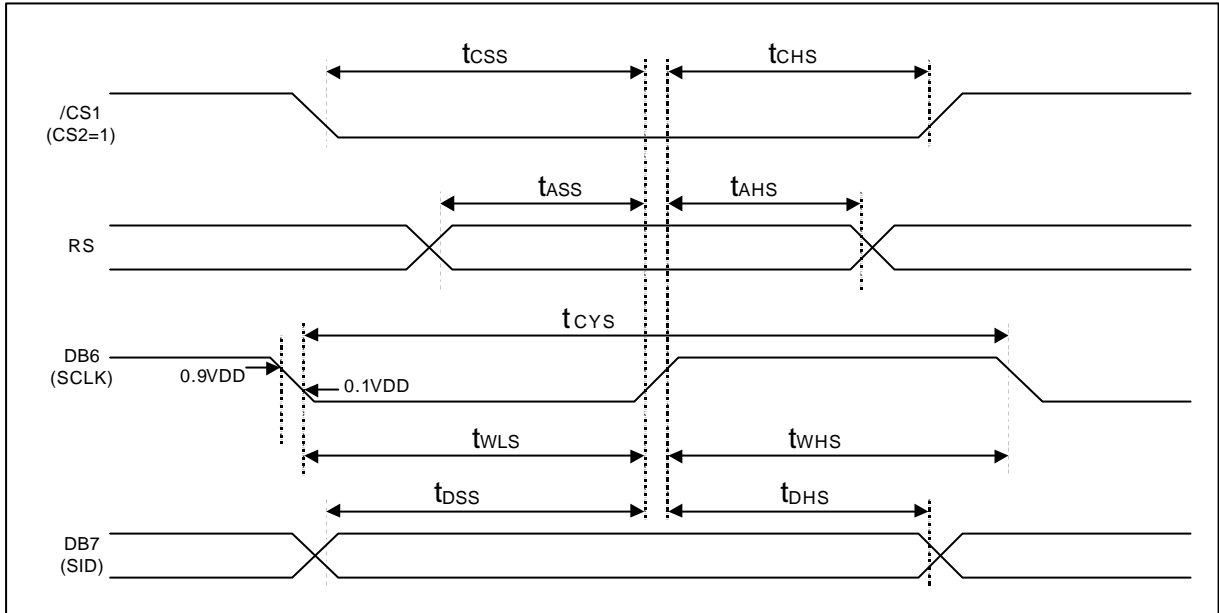 tCSS tCHS
/CS1
(CS2=1)
tASS tAHS
RS
tCYS
DB6
(SCLK)
0.9VDD 0.1VDD
tWLS tWHS
tDSS tDHS
DB7
(SID)